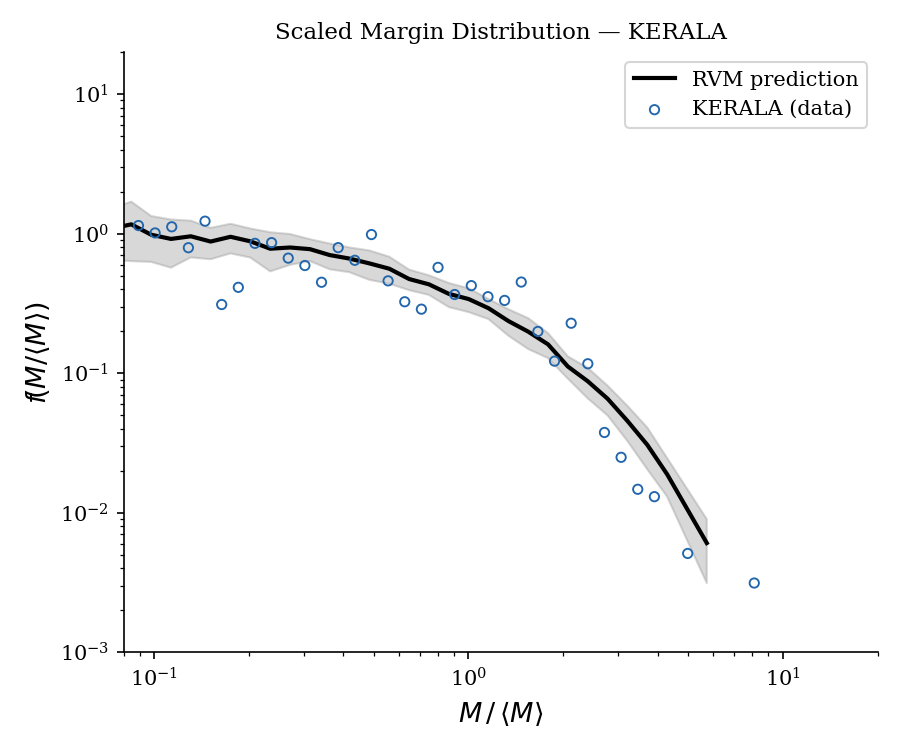 Scaled Margin Distribution — KERALA
RVM prediction
KERALA (data)
10¹
10⁰
10⁻¹
10⁻²
10⁻³
f(M/⟨M⟩)
10⁻¹
10⁰
10¹
M / ⟨M⟩